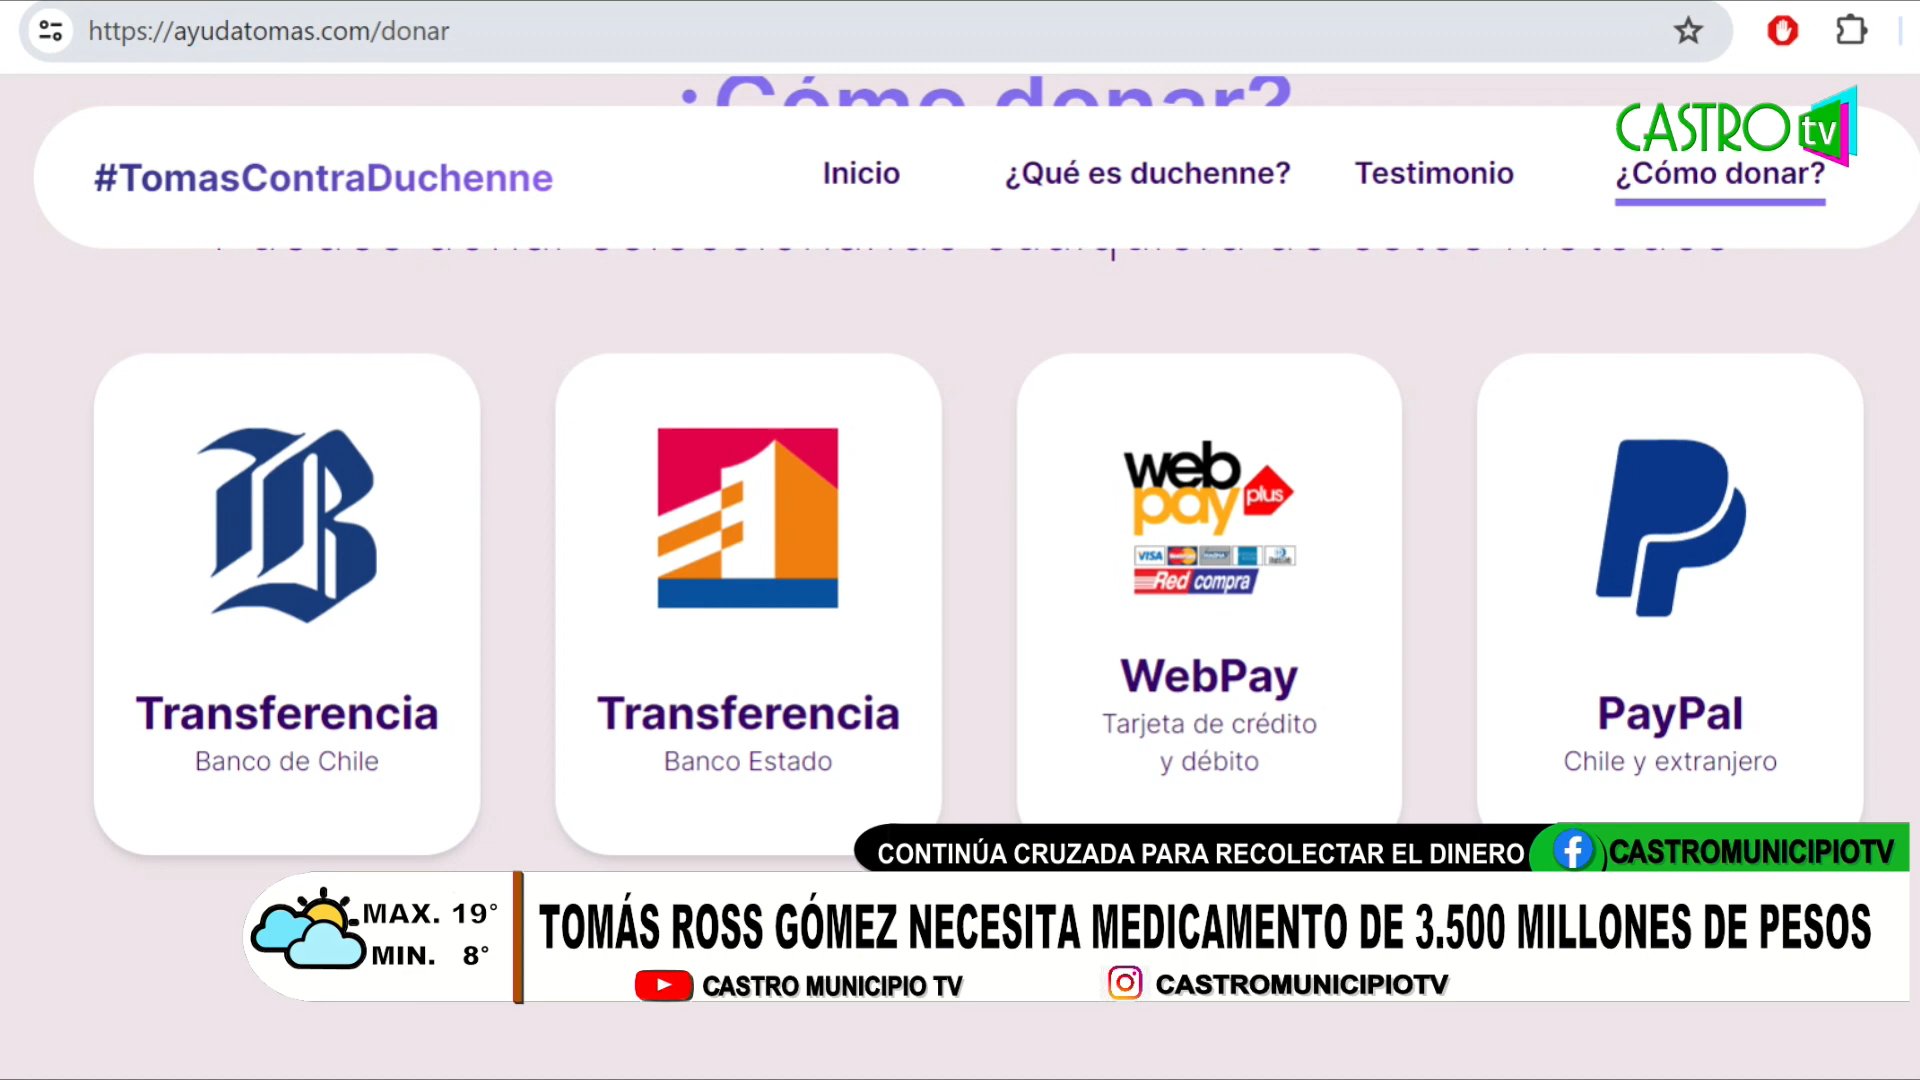 https://ayudatomas.com/donar
¿Cómo donar?
CASTRO tv
#TomasContraDuchenne
Inicio
¿Qué es duchenne?
Testimonio
¿Cómo donar?
web
pay plus
VISA
Red compra
Transferencia
Banco de Chile
Transferencia
Banco Estado
WebPay
Tarjeta de crédito
y débito
PayPal
Chile y extranjero
CONTINÚA CRUZADA PARA RECOLECTAR EL DINERO
CASTROMUNICIPIOTV
MAX. 19°
MIN. 8°
TOMÁS ROSS GÓMEZ NECESITA MEDICAMENTO DE 3.500 MILLONES DE PESOS
CASTRO MUNICIPIO TV
CASTROMUNICIPIOTV